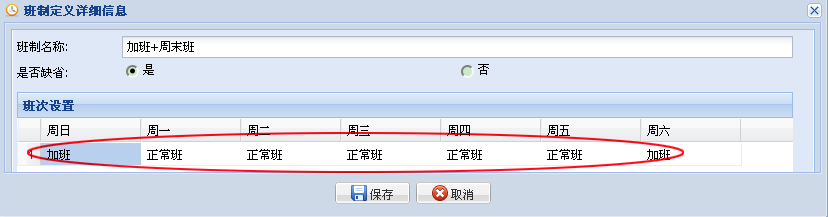 班制定义详细信息
班制名称: 加班+周末班
是否缺省: 是 否
班次设置
周日 周一 周二 周三 周四 周五 周六
1 加班 正常班 正常班 正常班 正常班 正常班 加班
保存 取消